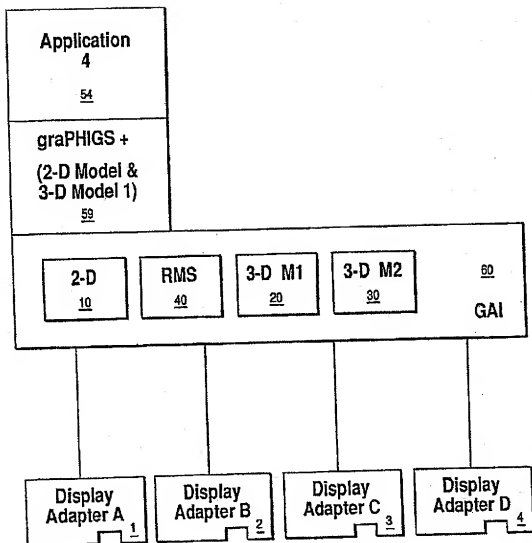 Application
4
54
graPHIGS +
(2-D Model &
3-D Model 1)
59
2-D
10
RMS
40
3-D M1
20
3-D M2
30
60
GAI
Display
Adapter A
1
Display
Adapter B
2
Display
Adapter C
3
Display
Adapter D
4